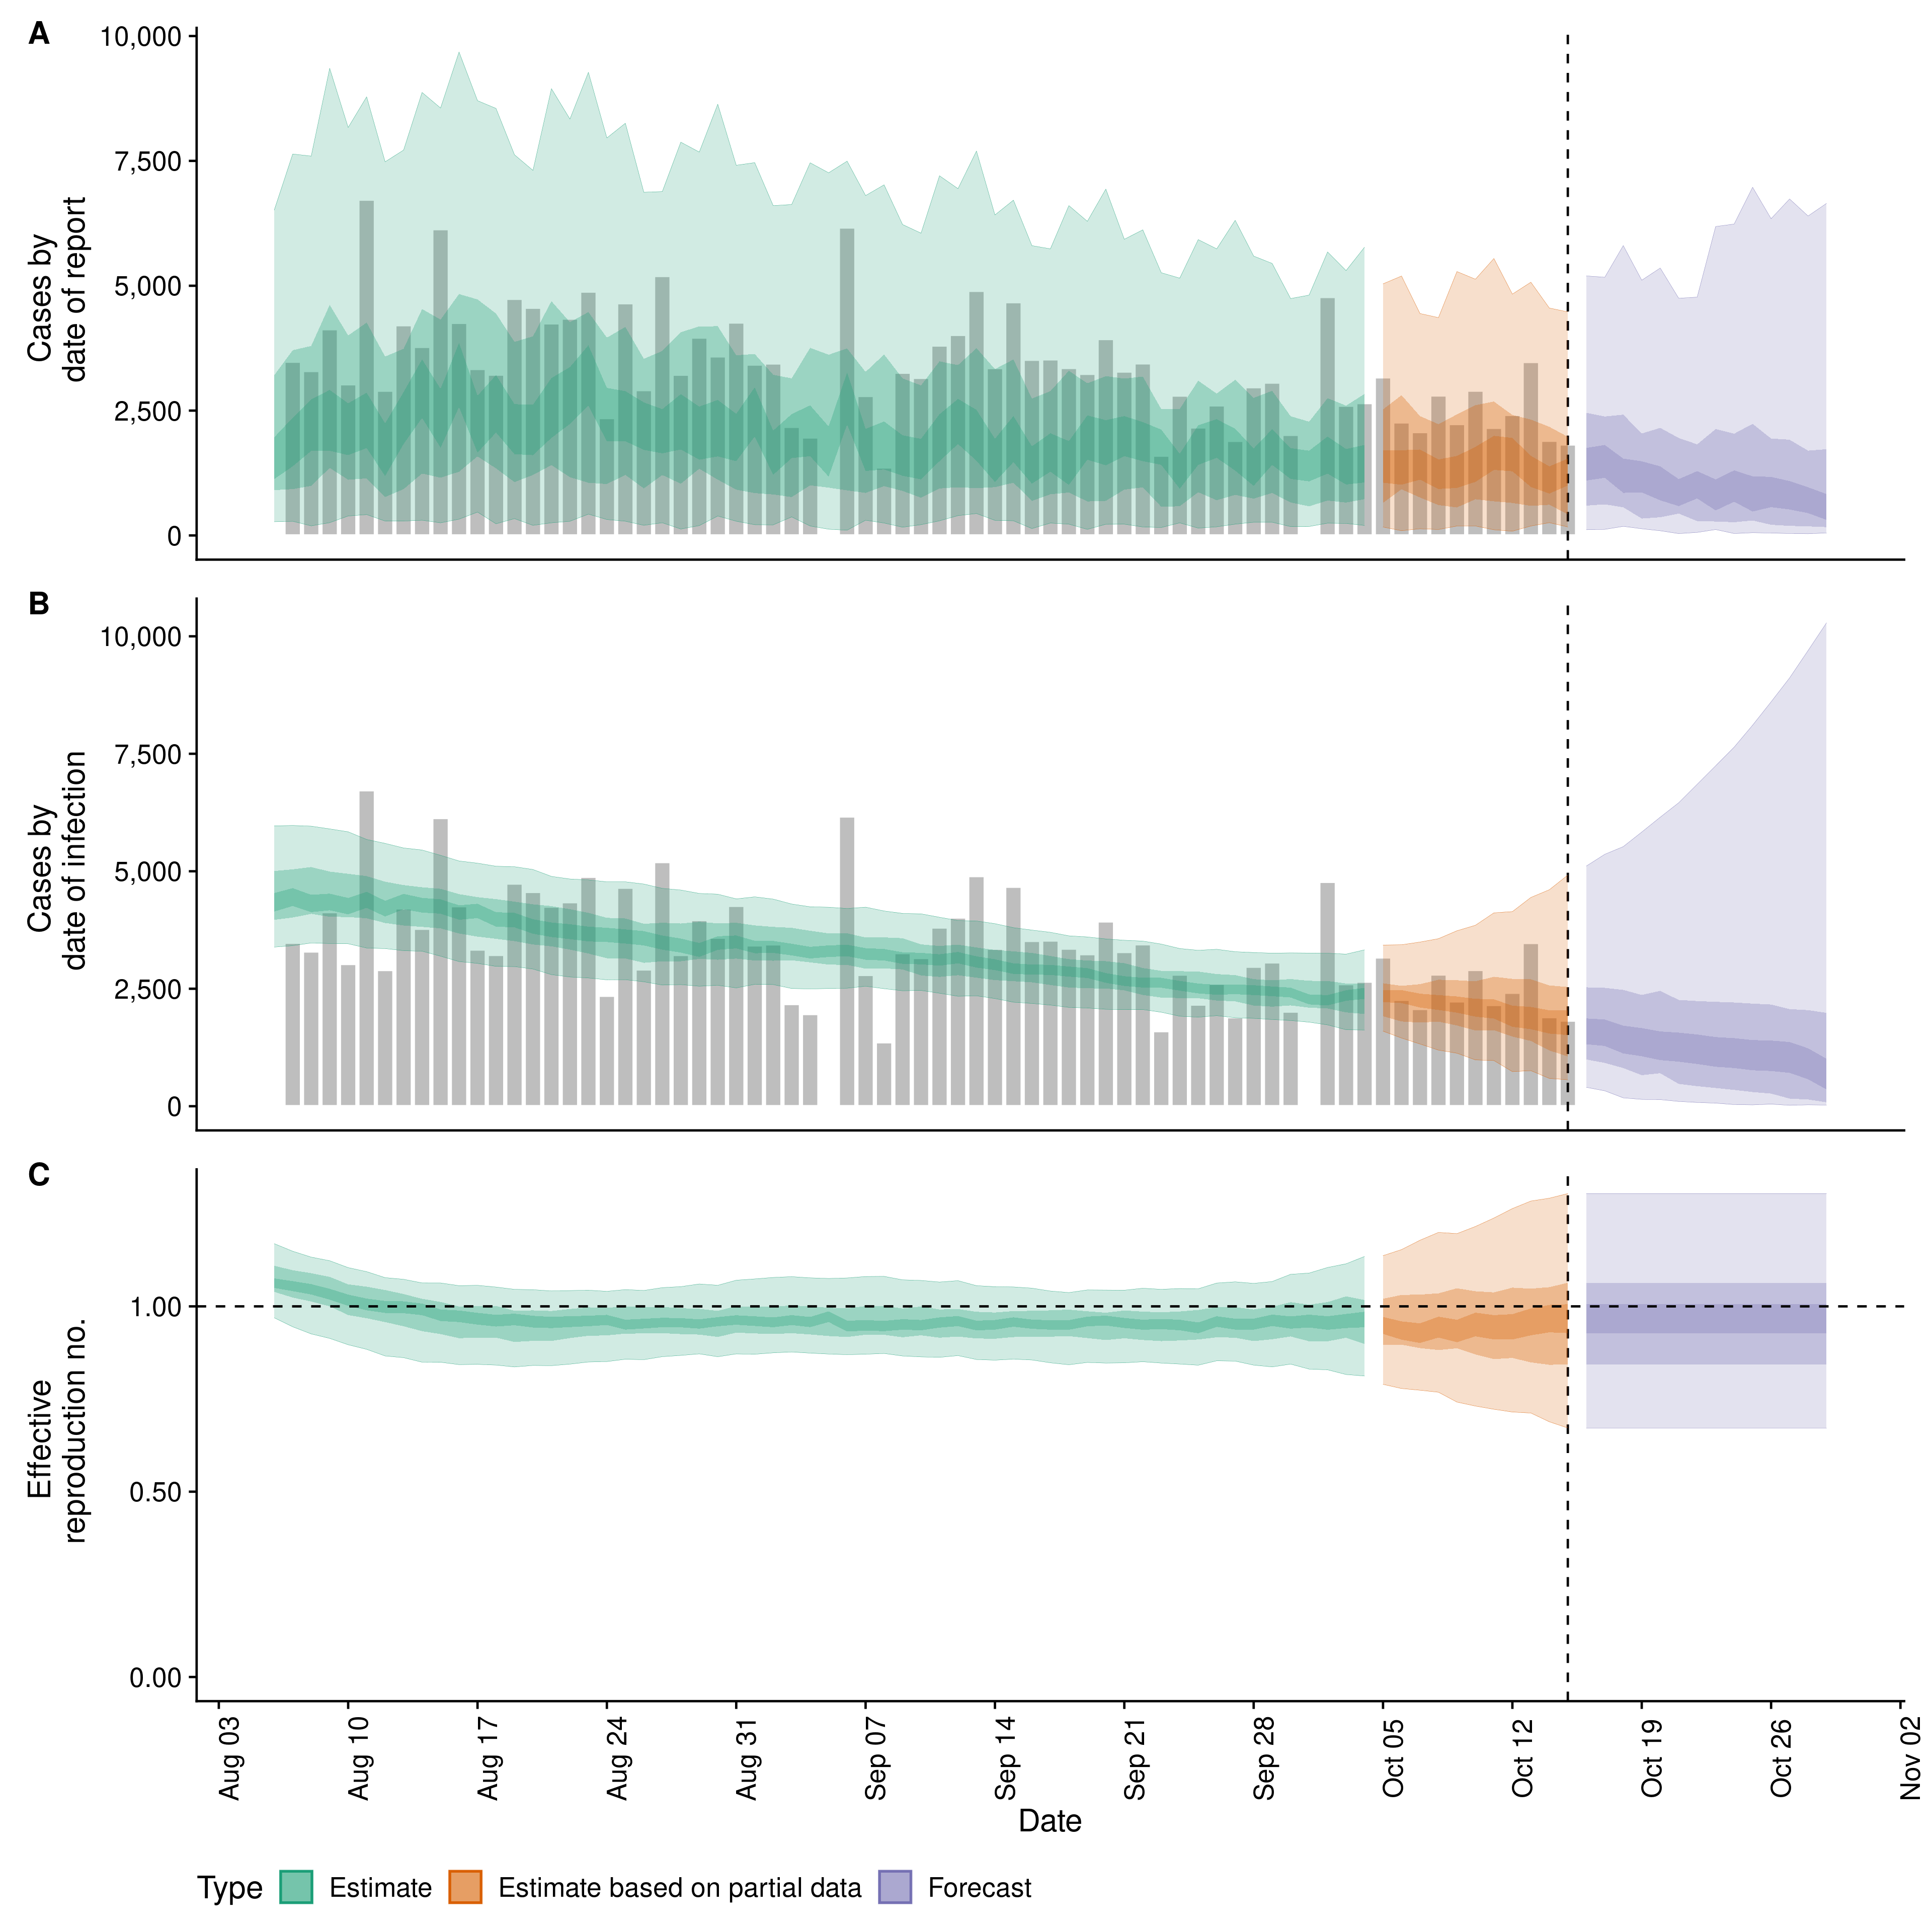 A
Cases by
date of report
10,000
7,500
5,000
2,500
0
B
Cases by
date of infection
10,000
7,500
5,000
2,500
0
C
Effective
reproduction no.
1.00
0.50
0.00
Aug 03
Aug 10
Aug 17
Aug 24
Aug 31
Sep 07
Sep 14
Sep 21
Sep 28
Oct 05
Oct 12
Oct 19
Oct 26
Nov 02
Date
Type Estimate Estimate based on partial data Forecast